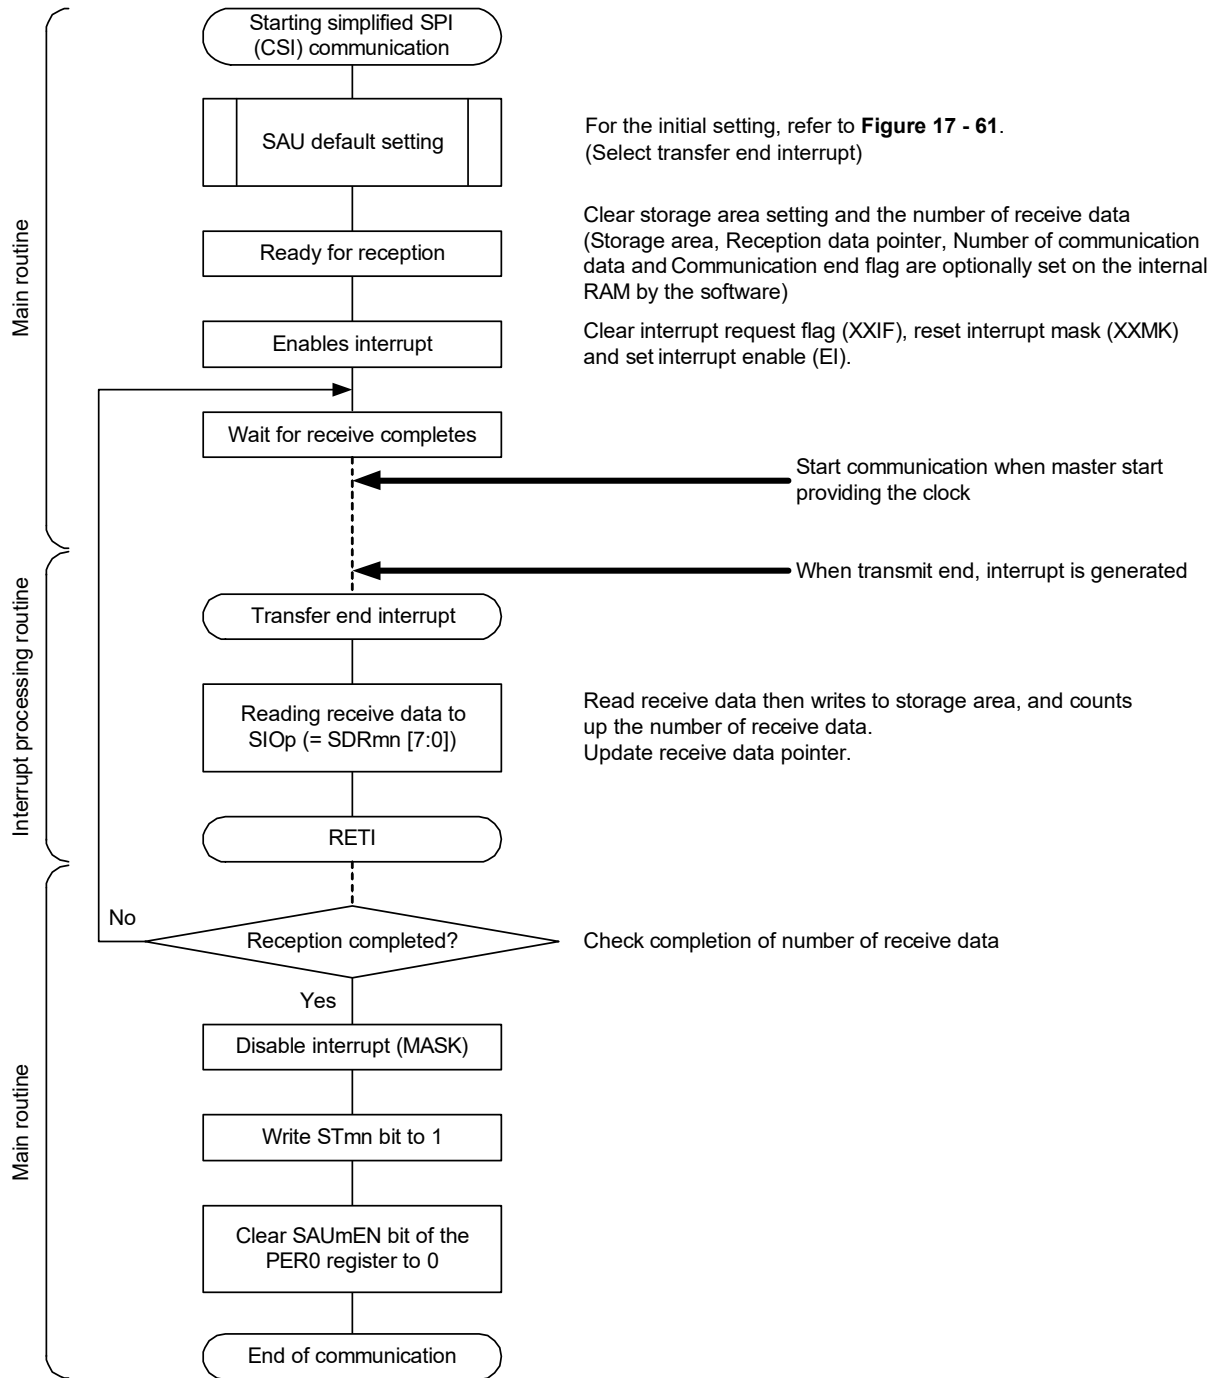 Starting simplified SPI
(CSI) communication
SAU default setting
For the initial setting, refer to Figure 17 - 61.
(Select transfer end interrupt)
Main routine
Ready for reception
Clear storage area setting and the number of receive data
(Storage area, Reception data pointer, Number of communication
data and Communication end flag are optionally set on the internal
RAM by the software)
Enables interrupt
Clear interrupt request flag (XXIF), reset interrupt mask (XXMK)
and set interrupt enable (EI).
Wait for receive completes
Start communication when master start
providing the clock
When transmit end, interrupt is generated
Interrupt processing routine
Transfer end interrupt
Reading receive data to
SIOp (= SDRmn [7:0])
Read receive data then writes to storage area, and counts
up the number of receive data.
Update receive data pointer.
RETI
No
Reception completed?
Check completion of number of receive data
Yes
Main routine
Disable interrupt (MASK)
Write STmn bit to 1
Clear SAUmEN bit of the
PER0 register to 0
End of communication